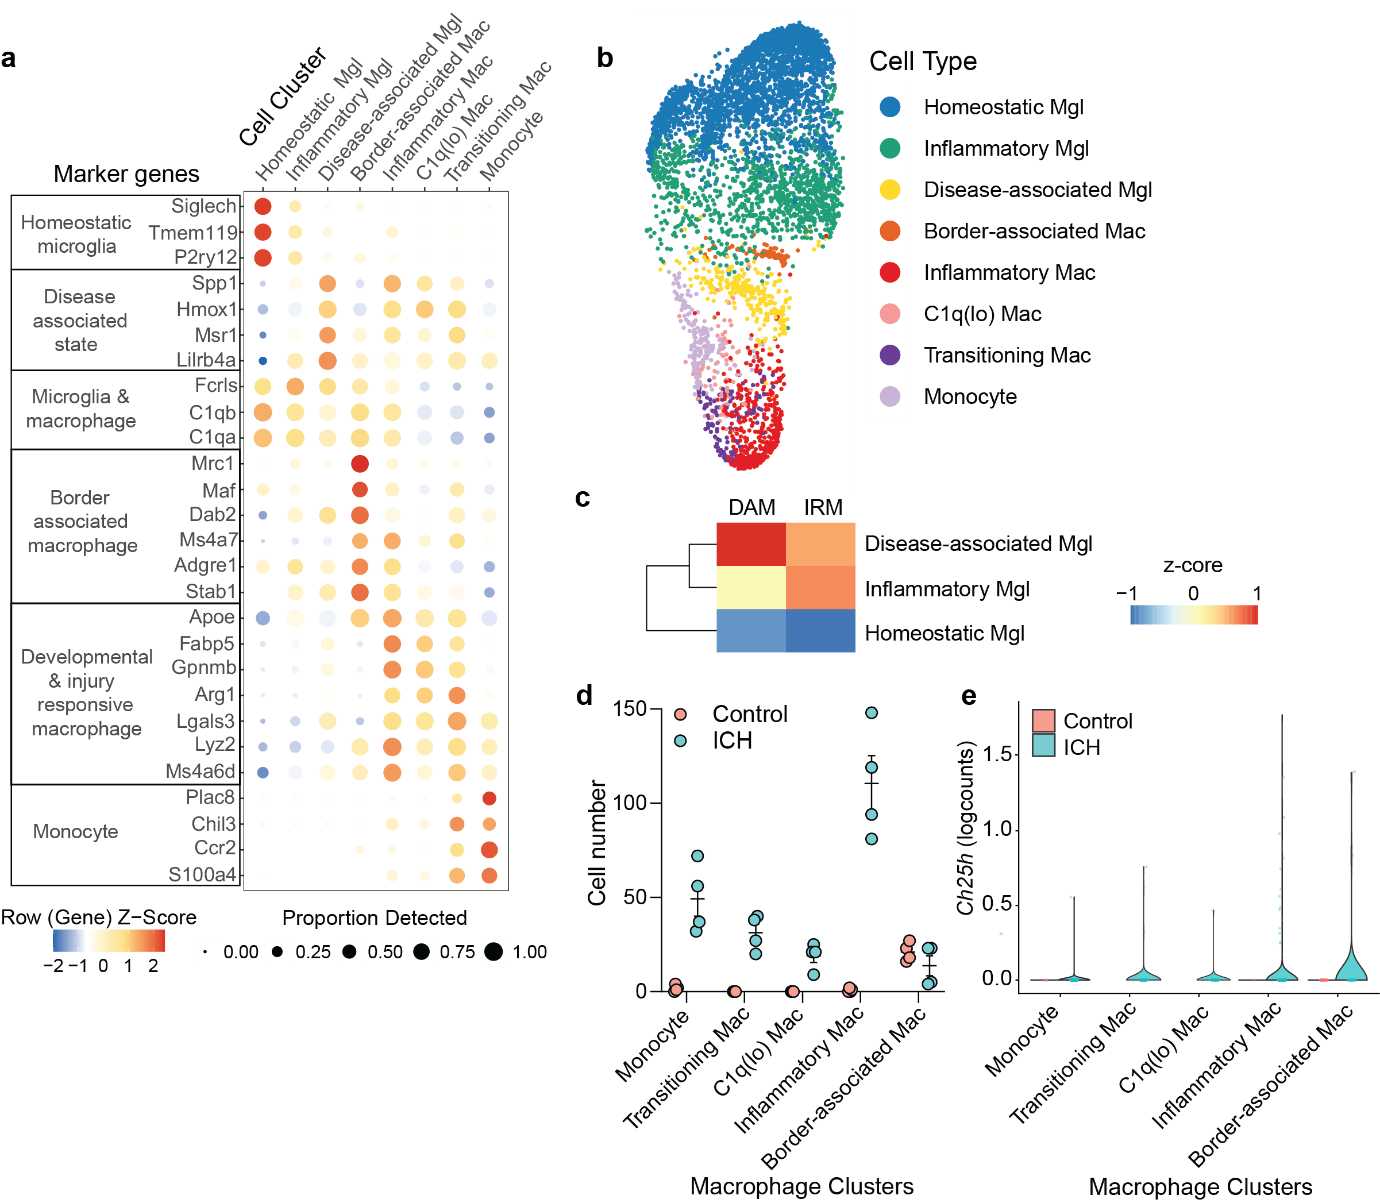 a
Cell Cluster
Homeostatic Mgl
Inflammatory Mgl
Disease-associated Mgl
Border-associated Mac
Inflammatory Mac
C1q(lo) Mac
Transitioning Mac
Monocyte
Marker genes
Homeostatic
microglia
Siglech
Tmem119
P2ry12
Disease
associated
state
Spp1
Hmox1
Msr1
Lilrb4a
Microglia &
macrophage
Fcrls
C1qb
C1qa
Border
associated
macrophage
Mrc1
Maf
Dab2
Ms4a7
Adgre1
Stab1
Developmental
& injury
responsive
macrophage
Apoe
Fabp5
Gpnmb
Arg1
Lgals3
Lyz2
Ms4a6d
Monocyte
Plac8
Chil3
Ccr2
S100a4
Row (Gene) Z−Score
−2 −1 0 1 2
Proportion Detected
0.00 0.25 0.50 0.75 1.00
b
Cell Type
Homeostatic Mgl
Inflammatory Mgl
Disease-associated Mgl
Border-associated Mac
Inflammatory Mac
C1q(lo) Mac
Transitioning Mac
Monocyte
c
DAM IRM
Disease-associated Mgl
Inflammatory Mgl
Homeostatic Mgl
z-core
−1 0 1
d
Control
ICH
Cell number
150
100
50
0
Monocyte
Transitioning Mac
C1q(lo) Mac
Inflammatory Mac
Border-associated Mac
Macrophage Clusters
e
Control
ICH
Ch25h (logcounts)
1.5
1.0
0.5
0.0
Monocyte
Transitioning Mac
C1q(lo) Mac
Inflammatory Mac
Border-associated Mac
Macrophage Clusters